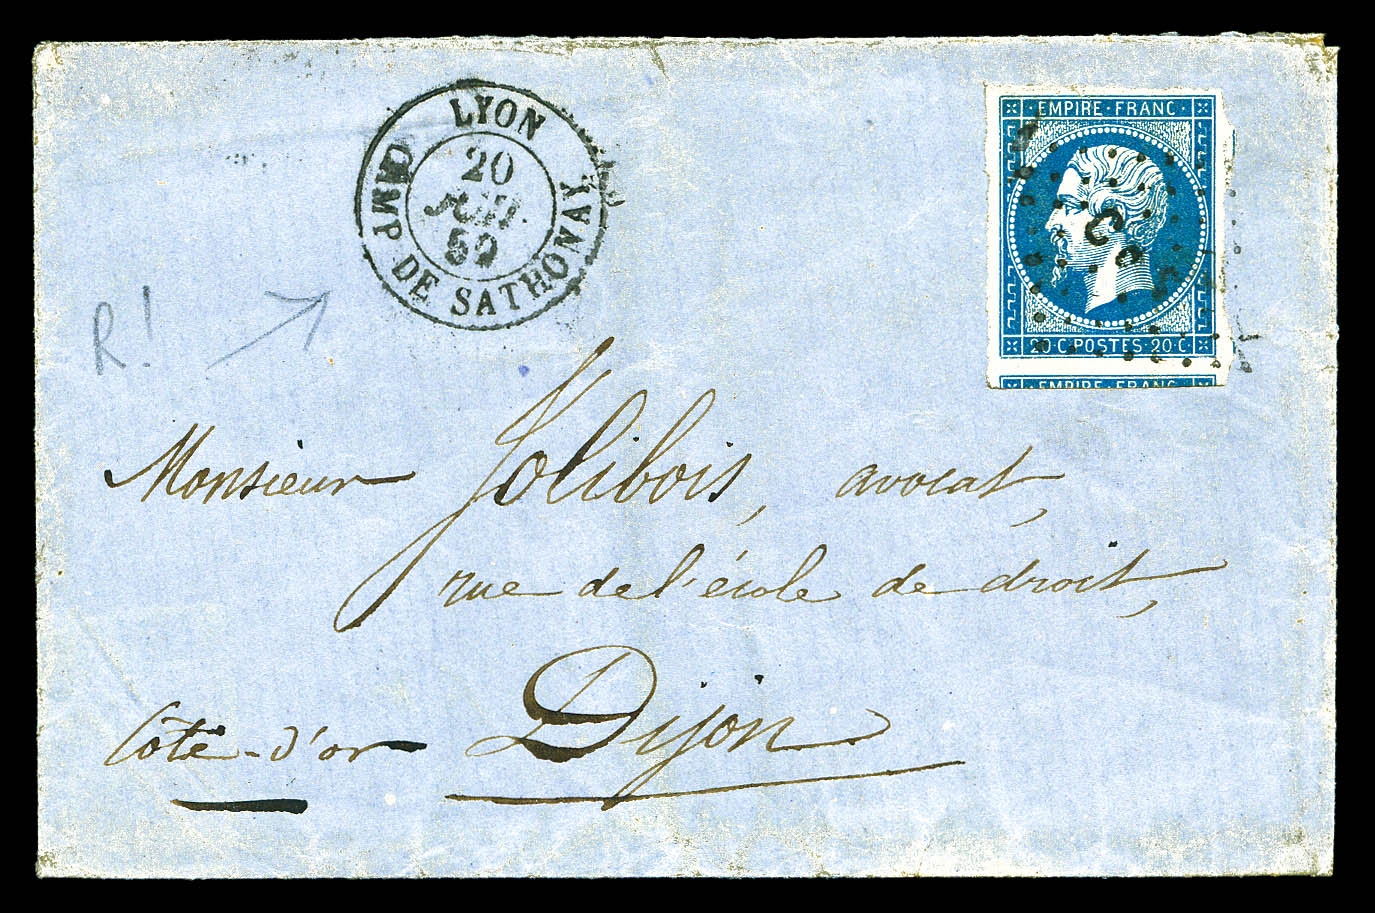 LYON
20
JUIL
59
CAMP DE SATHONAY
EMPIRE · FRANC ·
20 · C · POSTES · 20 · C ·
EMPIRE · FRANC
R!
Monsieur Jolibois, avocat,
rue de l'école de droit,
Dijon
Côte-d'or